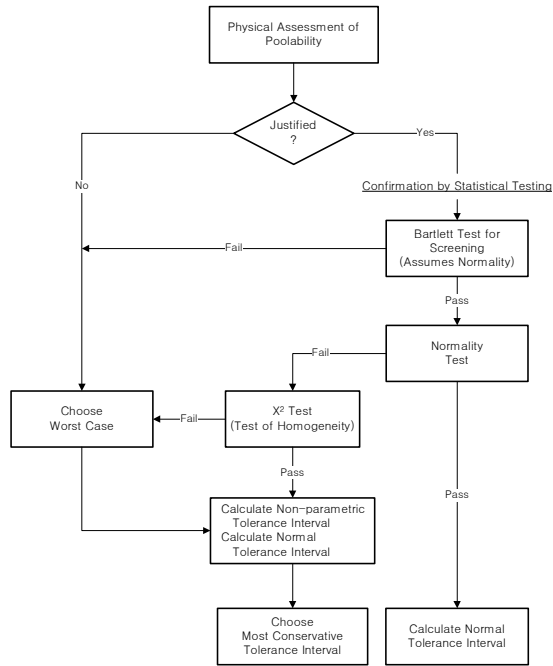 Physical Assessment of
Poolability
Justified
?
Yes
No
Confirmation by Statistical Testing
Bartlett Test for
Screening
(Assumes Normality)
Fail
Pass
Normality
Test
Fail
Choose
Worst Case
Fail
X² Test
(Test of Homogeneity)
Pass
Pass
Calculate Non-parametric
Tolerance Interval
Calculate Normal
Tolerance Interval
Choose
Most Conservative
Tolerance Interval
Calculate Normal
Tolerance Interval